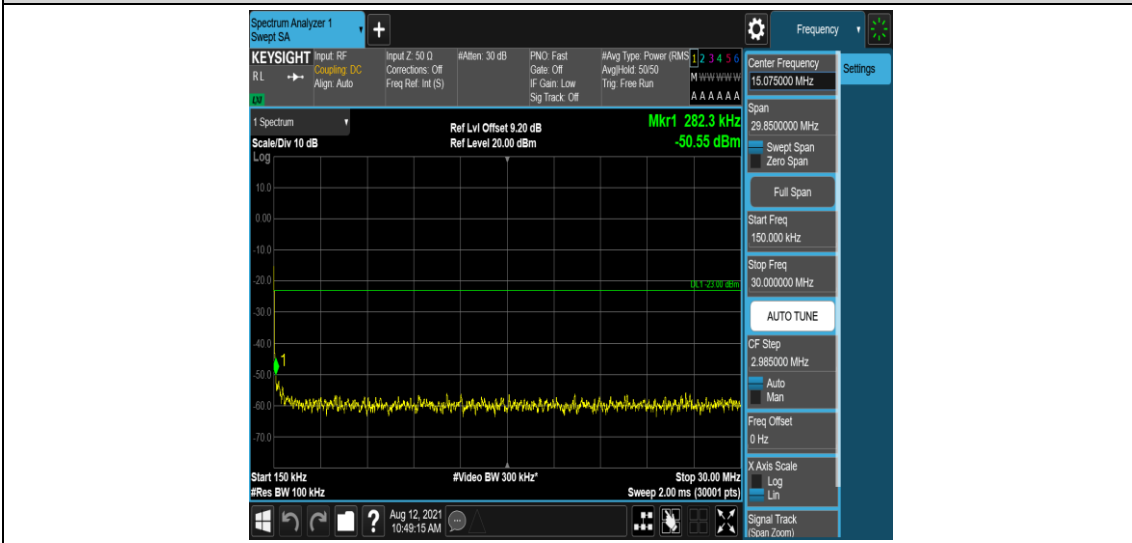 Spectrum Analyzer 1
Swept SA
+
Frequency
KEYSIGHT
RL
LXI
Input: RF
Coupling: DC
Align: Auto
Input Z: 50 Ω
Corrections: Off
Freq Ref: Int (S)
#Atten: 30 dB
PNO: Fast
Gate: Off
IF Gain: Low
Sig Track: Off
#Avg Type: Power (RMS
Avg|Hold: 50/50
Trig: Free Run
1 2 3 4 5 6
M W W W W W
A A A A A A
1 Spectrum
Scale/Div 10 dB
Log
Ref Lvl Offset 9.20 dB
Ref Level 20.00 dBm
Mkr1 282.3 kHz
-50.55 dBm
10.0
0.00
-10.0
-20.0
-30.0
-40.0
-50.0
-60.0
-70.0
DL1 -23.00 dBm
1
Start 150 kHz
#Res BW 100 kHz
#Video BW 300 kHz*
Stop 30.00 MHz
Sweep 2.00 ms (30001 pts)
Aug 12, 2021
10:49:15 AM
?
Center Frequency
15.075000 MHz
Settings
Span
29.8500000 MHz
Swept Span
Zero Span
Full Span
Start Freq
150.000 kHz
Stop Freq
30.000000 MHz
AUTO TUNE
CF Step
2.985000 MHz
Auto
Man
Freq Offset
0 Hz
X Axis Scale
Log
Lin
Signal Track
(Span Zoom)